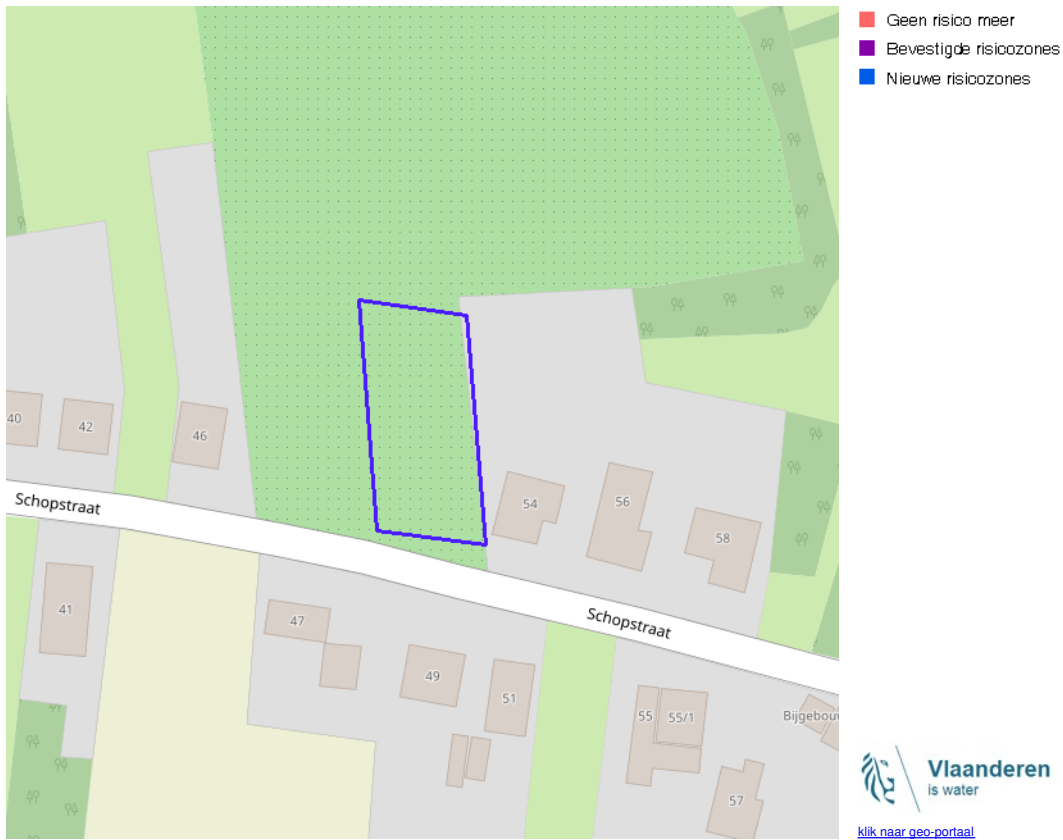 Geen risico meer
Bevestigde risicozones
Nieuwe risicozones
40
42
46
Schopstraat
54
56
58
41
47
Schopstraat
49
51
55
55/1
Bijgebouw
57
Vlaanderen
is water
klik naar geo-portaal